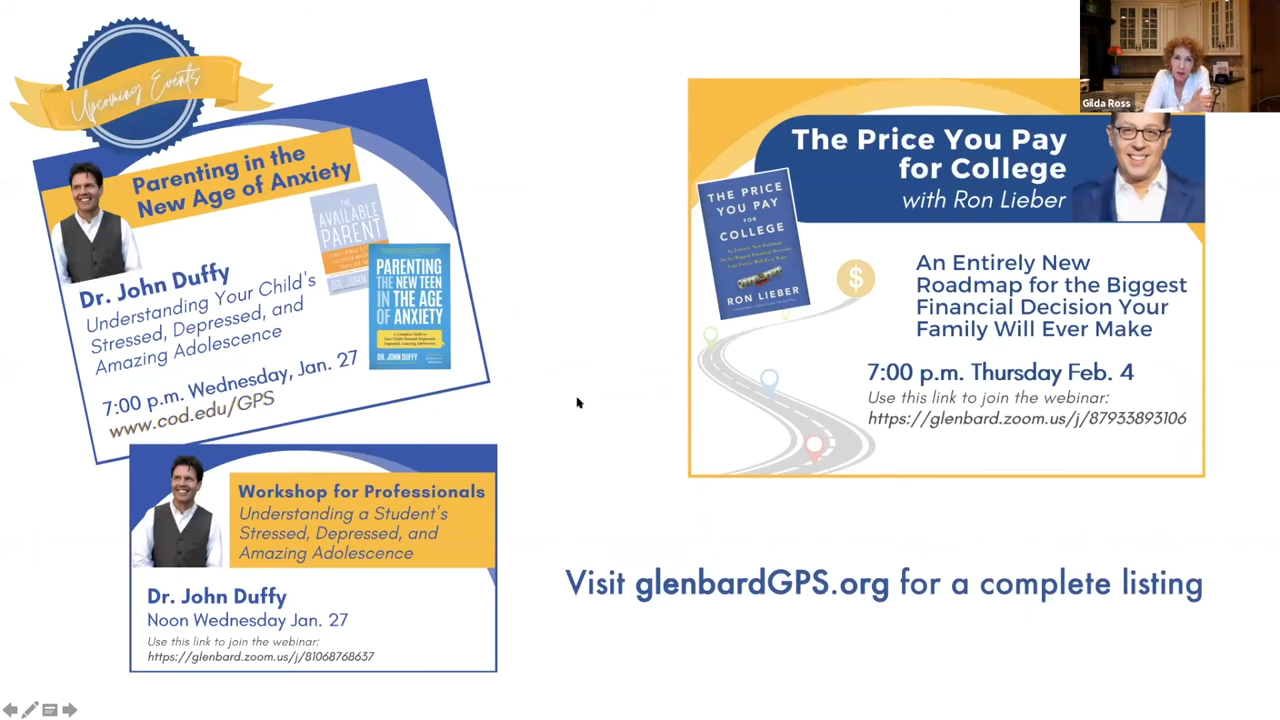 Upcoming Events
Parenting in the
New Age of Anxiety
THE
AVAILABLE
PARENT
DR. JOHN
PARENTING
THE NEW TEEN
IN THE AGE
OF ANXIETY
DR. JOHN DUFFY
Dr. John Duffy
Understanding Your Child's
Stressed, Depressed, and
Amazing Adolescence
7:00 p.m. Wednesday, Jan. 27
www.cod.edu/GPS
Workshop for Professionals
Understanding a Student's
Stressed, Depressed, and
Amazing Adolescence
Dr. John Duffy
Noon Wednesday Jan. 27
Use this link to join the webinar:
https://glenbard.zoom.us/j/81068768637
Gilda Ross
The Price You Pay
for College
with Ron Lieber
THE PRICE
YOU PAY
FOR
COLLEGE
RON LIEBER
$
An Entirely New
Roadmap for the Biggest
Financial Decision Your
Family Will Ever Make
7:00 p.m. Thursday Feb. 4
Use this link to join the webinar:
https://glenbard.zoom.us/j/87933893106
Visit glenbardGPS.org for a complete listing